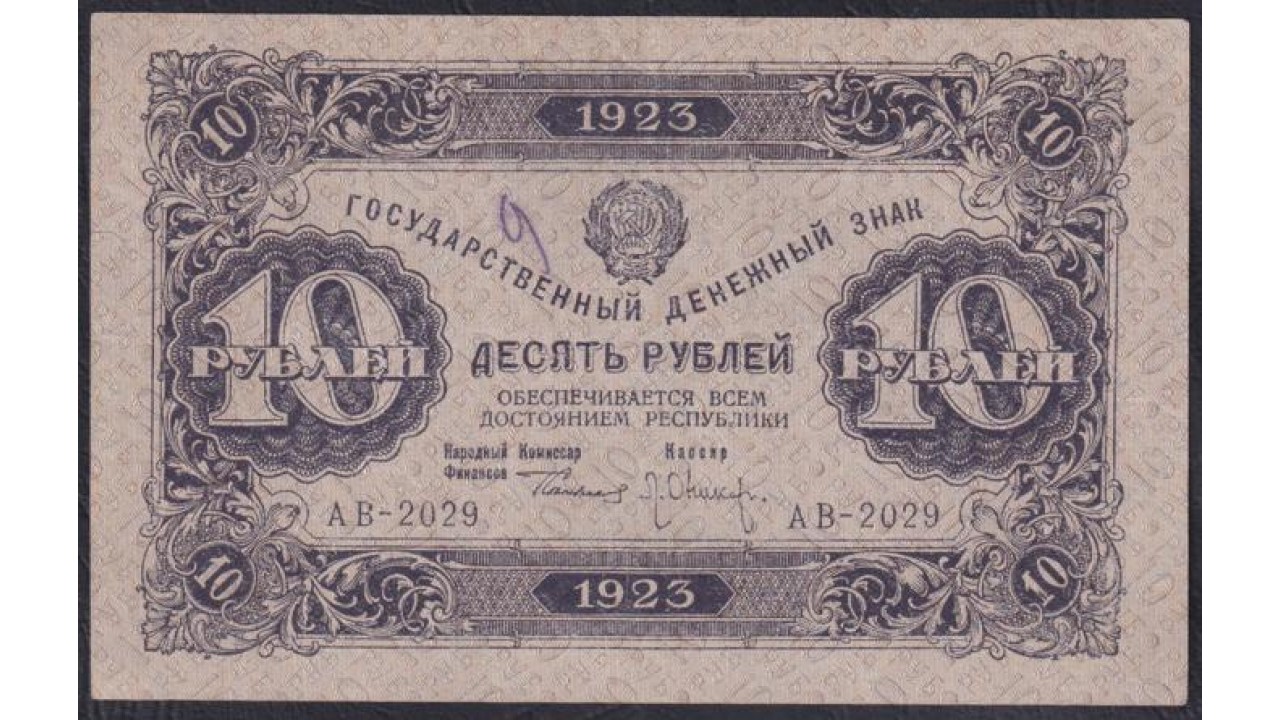 1923
10 10
ГОСУДАРСТВЕННЫЙ ДЕНЕЖНЫЙ ЗНАК
10 10
РУБЛЕЙ ДЕСЯТЬ РУБЛЕЙ РУБЛЕЙ
ОБЕСПЕЧИВАЕТСЯ ВСЕМ
ДОСТОЯНИЕМ РЕСПУБЛИКИ
Народный Комиссар Кассир
Финансов
АВ-2029 АВ-2029
10 10
1923